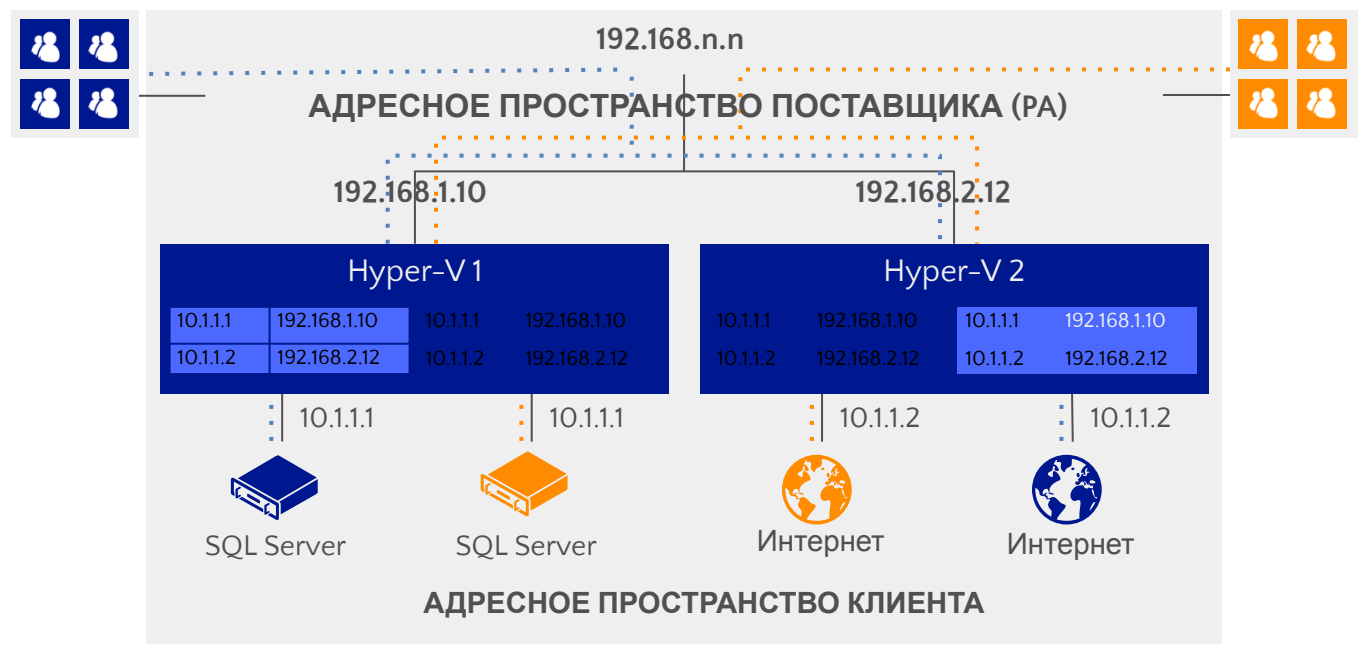 192.168.n.n
АДРЕСНОЕ ПРОСТРАНСТВО ПОСТАВЩИКА (PA)
192.168.1.10 192.168.2.12
Hyper-V 1 Hyper-V 2
10.1.1.1 192.168.1.10 10.1.1.1 192.168.1.10 10.1.1.1 192.168.1.10 10.1.1.1 192.168.1.10
10.1.1.2 192.168.2.12 10.1.1.2 192.168.2.12 10.1.1.2 192.168.2.12 10.1.1.2 192.168.2.12
10.1.1.1 10.1.1.1 10.1.1.2 10.1.1.2
SQL Server SQL Server Интернет Интернет
АДРЕСНОЕ ПРОСТРАНСТВО КЛИЕНТА